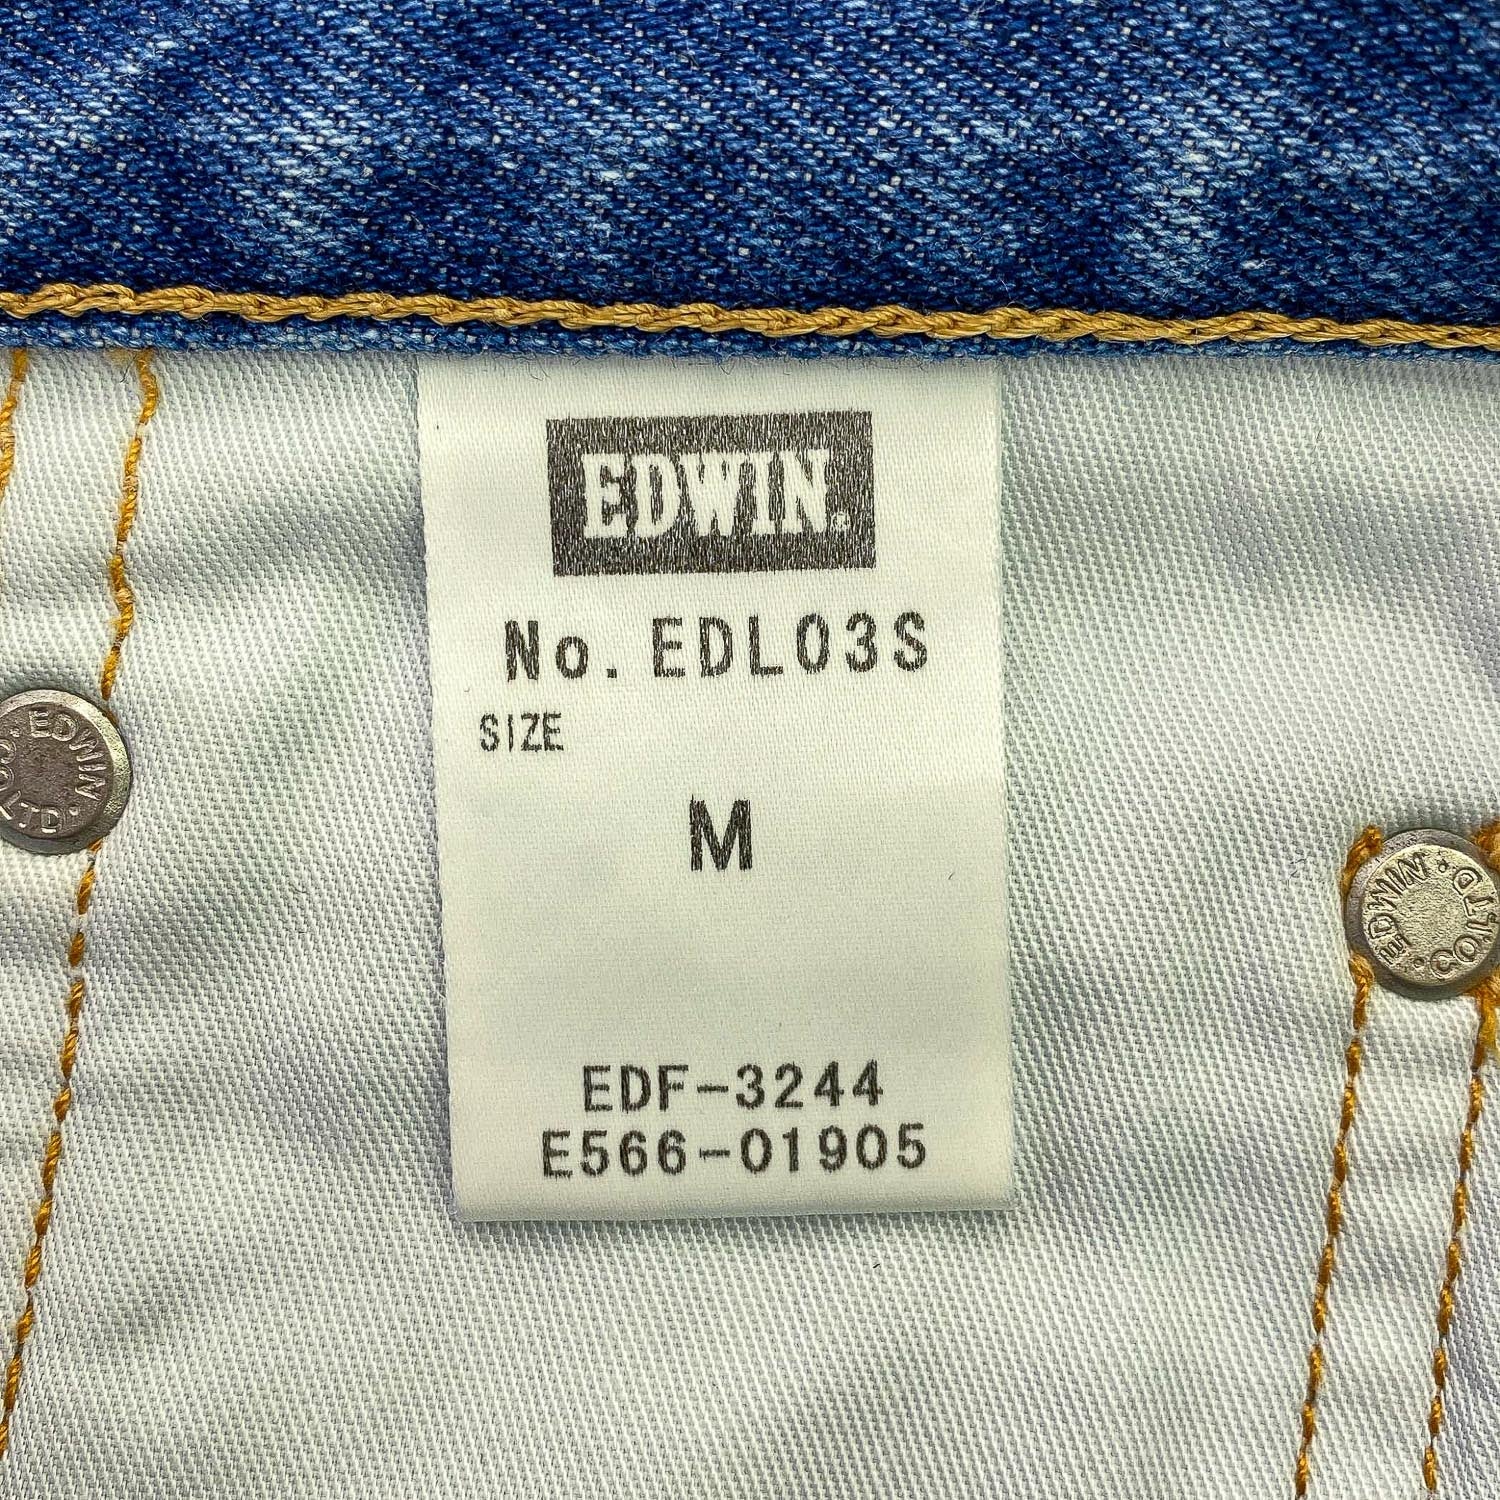 EDWIN.
No. EDL03S
SIZE
M
EDF-3244
E566-01905
EDWIN CO. LTD.
EDWIN CO. LTD.